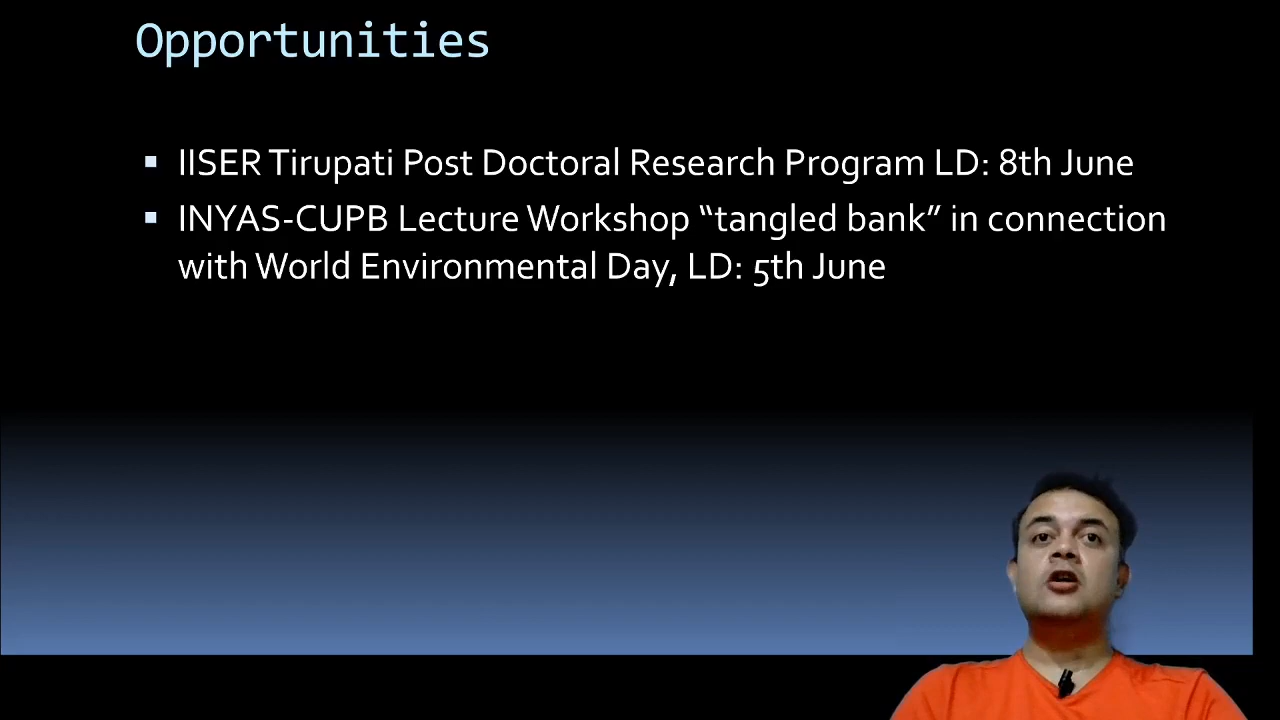 Opportunities
IISER Tirupati Post Doctoral Research Program LD: 8th June
INYAS-CUPB Lecture Workshop “tangled bank” in connection
with World Environmental Day, LD: 5th June